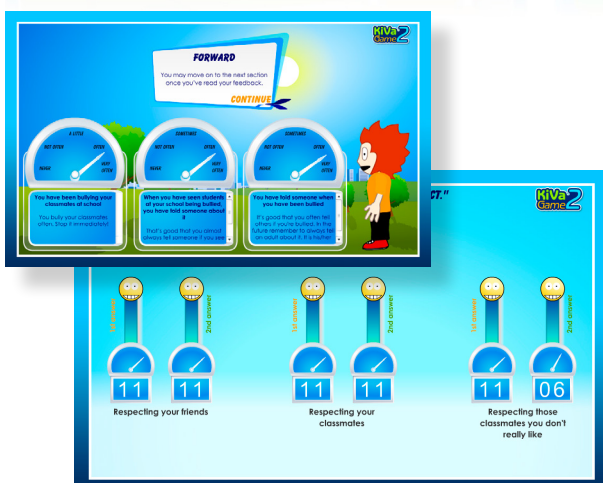 KiVa
Game 2
FORWARD
You may move on to the next section
once you've read your feedback.
CONTINUE
A LITTLE
NOT OFTEN
OFTEN
NEVER
VERY
OFTEN
SOMETIMES
NOT OFTEN
OFTEN
NEVER
VERY
OFTEN
SOMETIMES
NOT OFTEN
OFTEN
NEVER
VERY
OFTEN
You have been bullying your
classmates at school
You bully your classmates
often. Stop it immediately!
When you have seen students
at your school being bullied,
you have told someone about
it
That's good that you almost
always tell someone if you see
You have told someone when
you have been bullied
It's good that you often tell
others if you're bullied. In the
future remember to always tell
an adult about it. It is his/her
CT."
KiVa
Game 2
1st answer
2nd answer
1st answer
2nd answer
1st answer
2nd answer
11
11
11
11
11
06
Respecting your friends
Respecting your
classmates
Respecting those
classmates you don't
really like